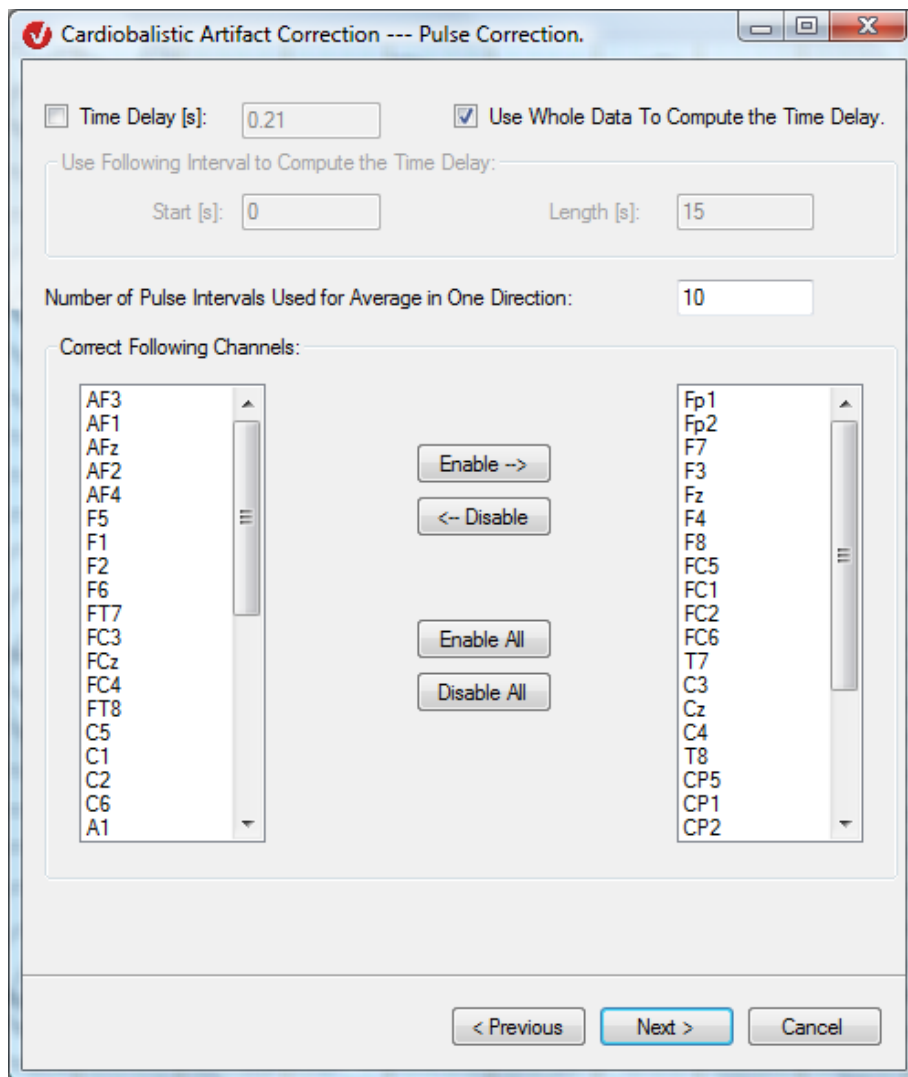 Cardiobalistic Artifact Correction --- Pulse Correction.
Time Delay [s]: 0.21 Use Whole Data To Compute the Time Delay.
Use Following Interval to Compute the Time Delay:
Start [s]: 0 Length [s]: 15
Number of Pulse Intervals Used for Average in One Direction: 10
Correct Following Channels:
AF3
AF1
AFz
AF2
AF4
F5
F1
F2
F6
FT7
FC3
FCz
FC4
FT8
C5
C1
C2
C6
A1
Enable -->
<-- Disable
Enable All
Disable All
Fp1
Fp2
F7
F3
Fz
F4
F8
FC5
FC1
FC2
FC6
T7
C3
Cz
C4
T8
CP5
CP1
CP2
< Previous Next > Cancel